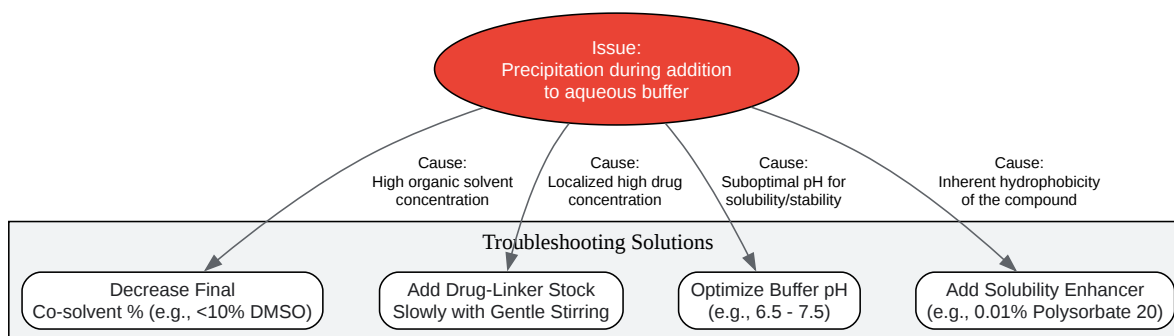 Issue:
Precipitation during addition
to aqueous buffer
Cause:
High organic solvent
concentration
Cause:
Localized high drug
concentration
Cause:
Suboptimal pH for
solubility/stability
Cause:
Inherent hydrophobicity
of the compound
Troubleshooting Solutions
Decrease Final
Co-solvent % (e.g., <10% DMSO)
Add Drug-Linker Stock
Slowly with Gentle Stirring
Optimize Buffer pH
(e.g., 6.5 - 7.5)
Add Solubility Enhancer
(e.g., 0.01% Polysorbate 20)